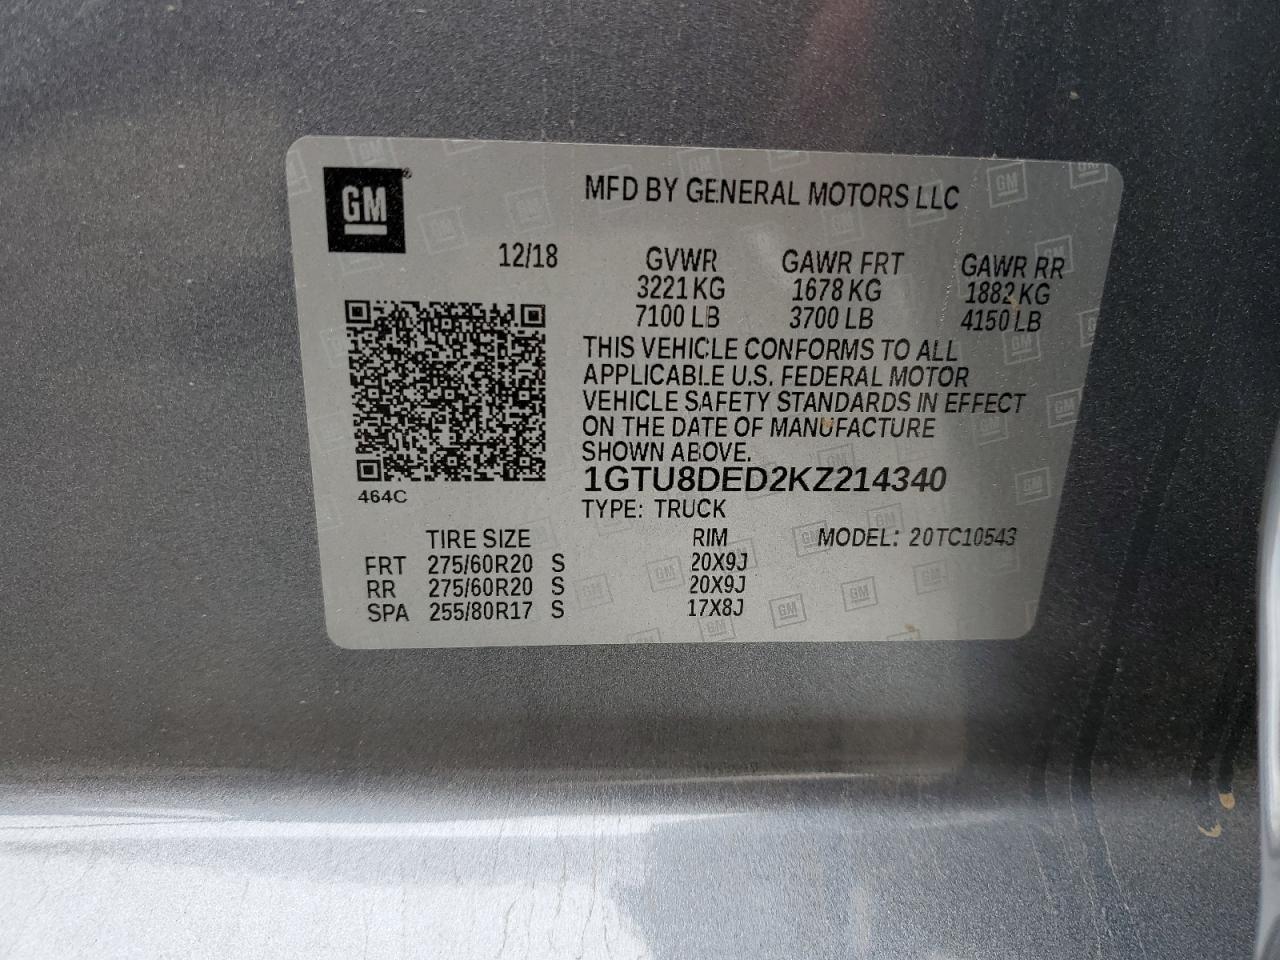 GM
MFD BY GENERAL MOTORS LLC
12/18 GVWR GAWR FRT GAWR RR
3221 KG 1678 KG 1882 KG
7100 LB 3700 LB 4150 LB
THIS VEHICLE CONFORMS TO ALL
APPLICABLE U.S. FEDERAL MOTOR
VEHICLE SAFETY STANDARDS IN EFFECT
ON THE DATE OF MANUFACTURE
SHOWN ABOVE.
1GTU8DED2KZ214340
464C
TYPE: TRUCK
TIRE SIZE RIM MODEL: 20TC10543
FRT 275/60R20 S 20X9J
RR 275/60R20 S 20X9J
SPA 255/80R17 S 17X8J